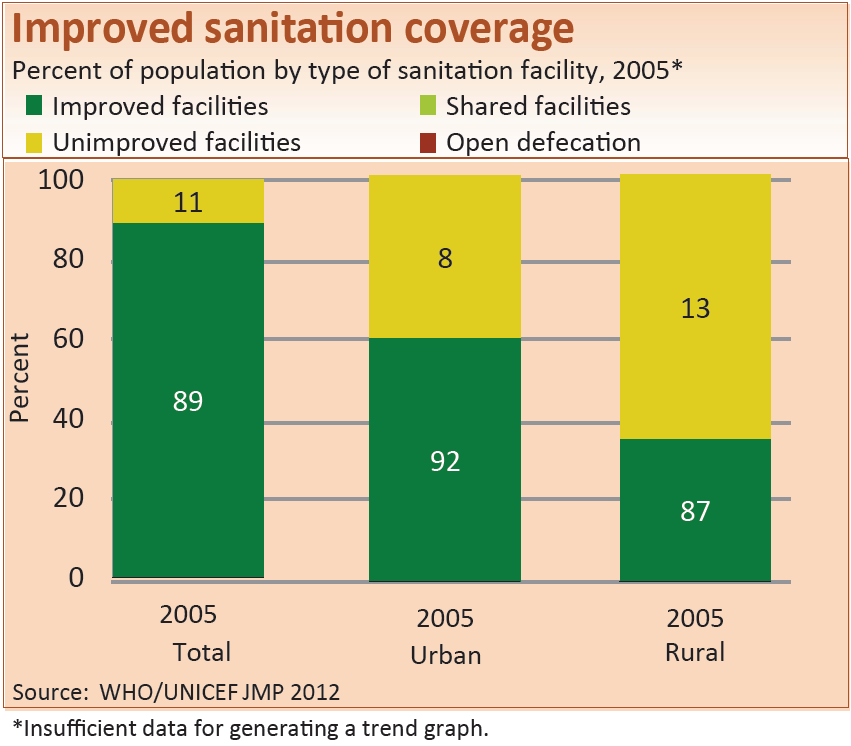 Improved sanitation coverage
Percent of population by type of sanitation facility, 2005*
Improved facilities
Shared facilities
Unimproved facilities
Open defecation
Percent
100
80
60
40
20
0
11
89
8
92
13
87
2005
Total
2005
Urban
2005
Rural
Source: WHO/UNICEF JMP 2012
*Insufficient data for generating a trend graph.